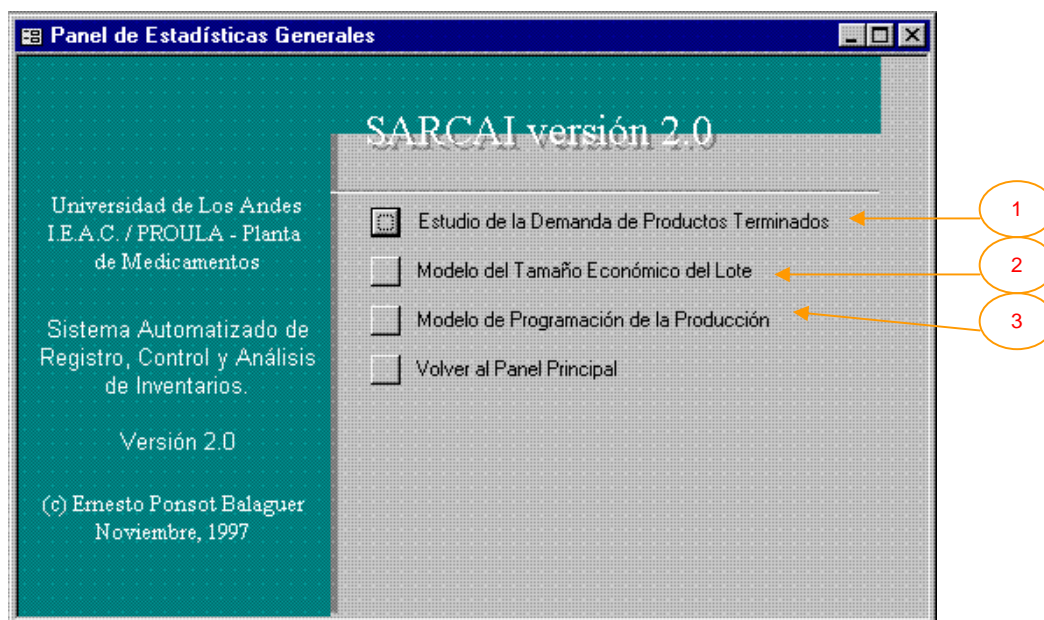 Panel de Estadísticas Generales
SARCAI versión 2.0
Universidad de Los Andes
I.E.A.C. / PROULA - Planta
de Medicamentos
Sistema Automatizado de
Registro, Control y Análisis
de Inventarios.
Versión 2.0
(c) Ernesto Ponsot Balaguer
Noviembre, 1997
Estudio de la Demanda de Productos Terminados
Modelo del Tamaño Económico del Lote
Modelo de Programación de la Producción
Volver al Panel Principal
1
2
3